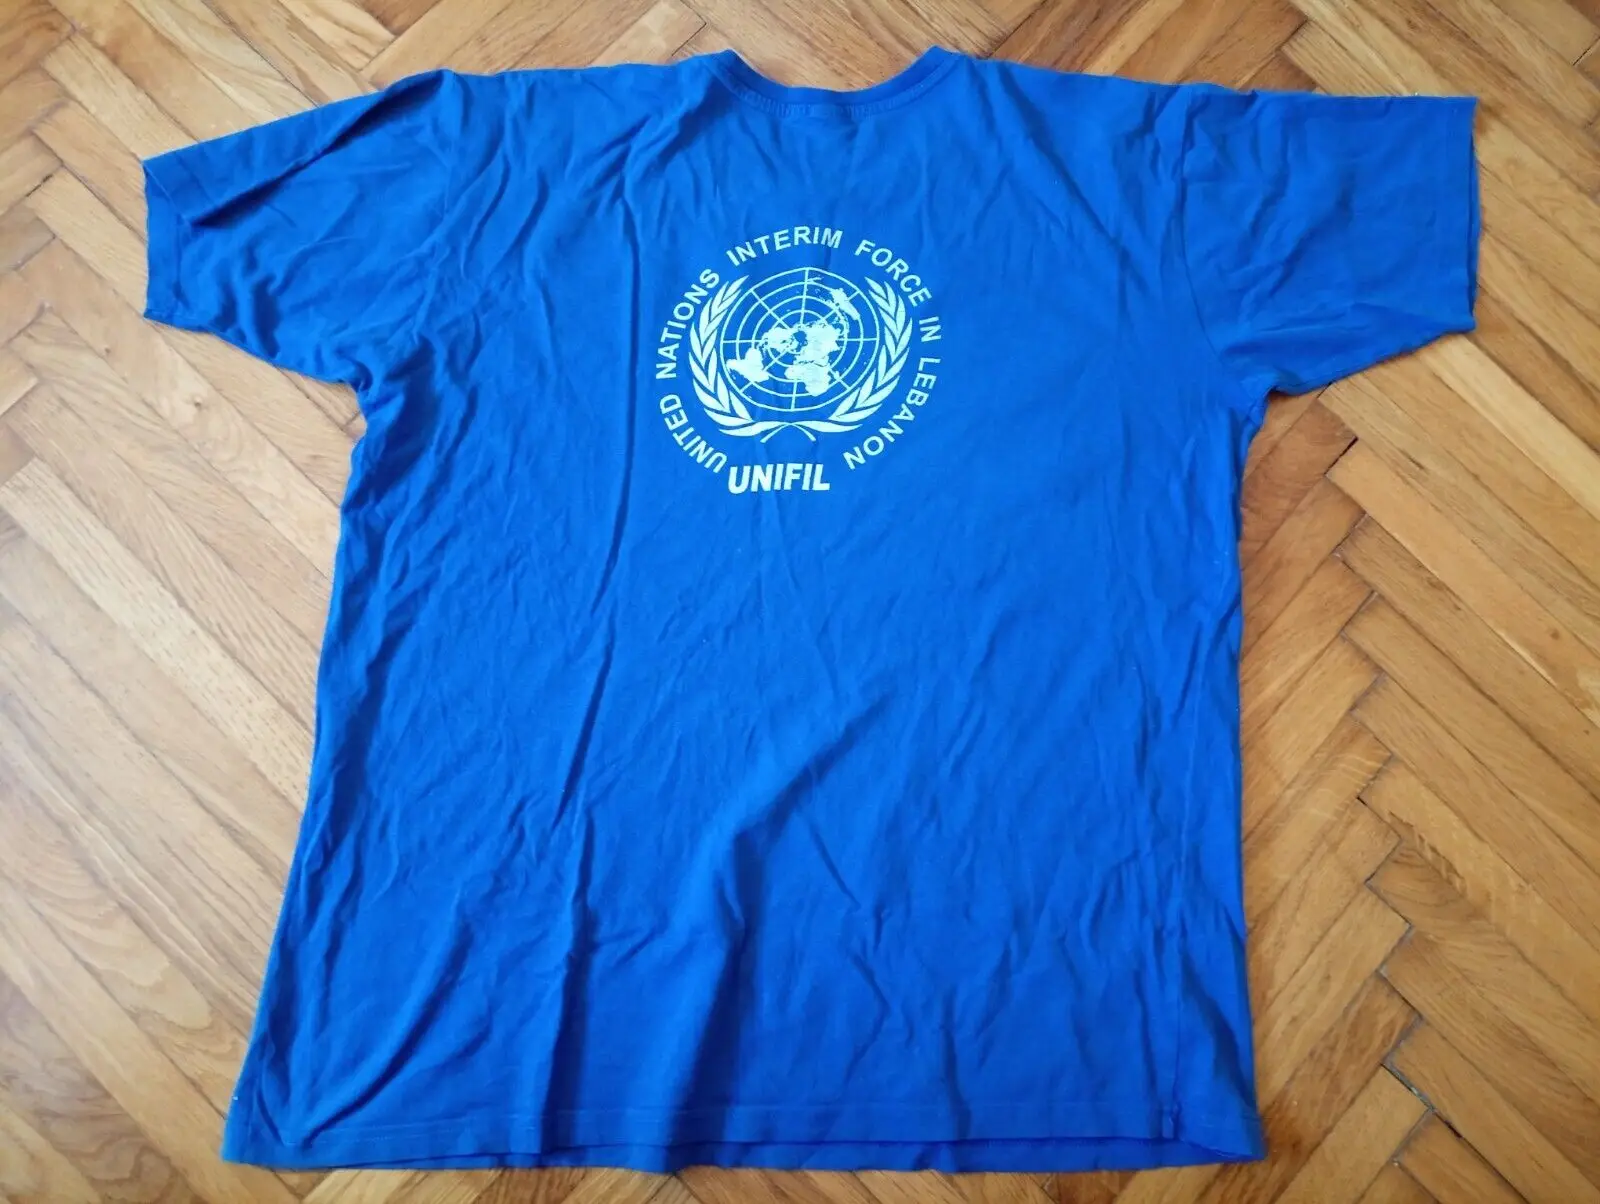 UNITED NATIONS INTERIM FORCE IN LEBANON
UNIFIL